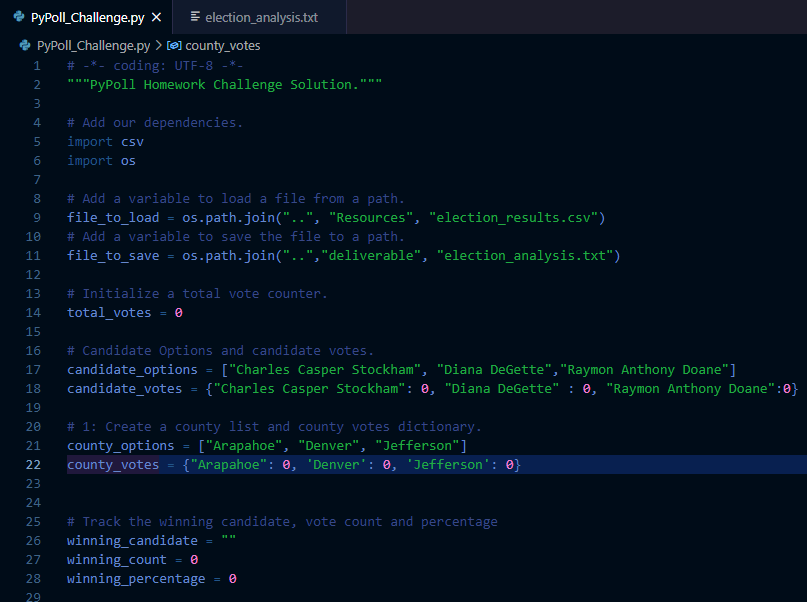 PyPoll_Challenge.py × election_analysis.txt
PyPoll_Challenge.py > county_votes
1 # -*- coding: UTF-8 -*-
2 """PyPoll Homework Challenge Solution."""
3
4 # Add our dependencies.
5 import csv
6 import os
7
8 # Add a variable to load a file from a path.
9 file_to_load = os.path.join("..", "Resources", "election_results.csv")
10 # Add a variable to save the file to a path.
11 file_to_save = os.path.join("..","deliverable", "election_analysis.txt")
12
13 # Initialize a total vote counter.
14 total_votes = 0
15
16 # Candidate Options and candidate votes.
17 candidate_options = ["Charles Casper Stockham", "Diana DeGette","Raymon Anthony Doane"]
18 candidate_votes = {"Charles Casper Stockham": 0, "Diana DeGette" : 0, "Raymon Anthony Doane":0}
19
20 # 1: Create a county list and county votes dictionary.
21 county_options = ["Arapahoe", "Denver", "Jefferson"]
22 county_votes = {"Arapahoe": 0, 'Denver': 0, 'Jefferson': 0}
23
24
25 # Track the winning candidate, vote count and percentage
26 winning_candidate = ""
27 winning_count = 0
28 winning_percentage = 0
29